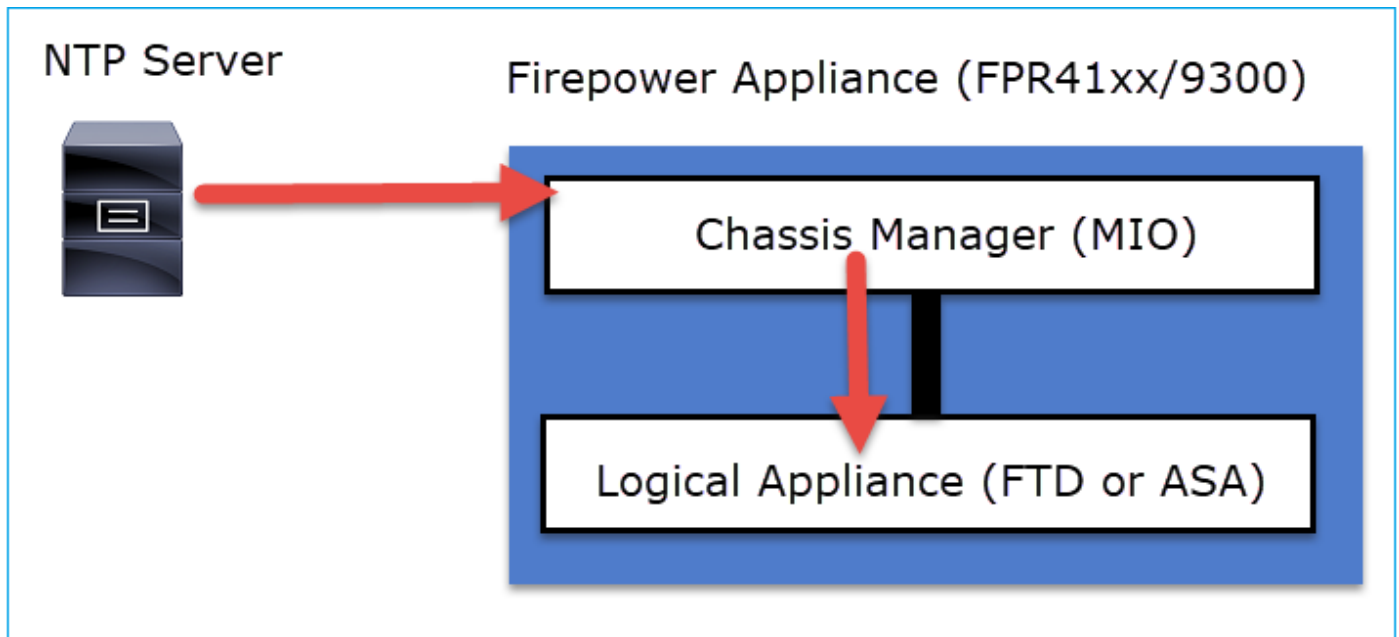 NTP Server
Firepower Appliance (FPR41xx/9300)
Chassis Manager (MIO)
Logical Appliance (FTD or ASA)